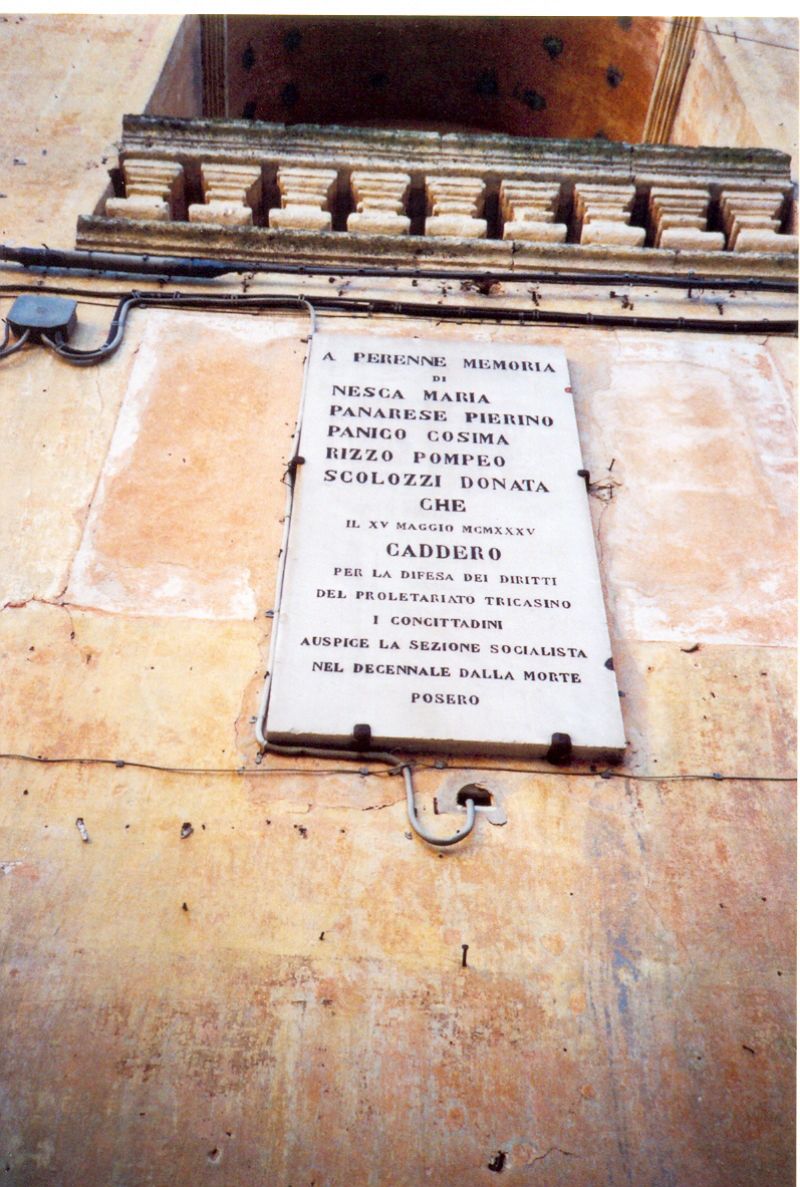 A PERENNE MEMORIA
DI
NESCA MARIA
PANARESE PIERINO
PANICO COSIMA
RIZZO POMPEO
SCOLOZZI DONATA
CHE
IL XV MAGGIO MCMXXXV
CADDERO
PER LA DIFESA DEI DIRITTI
DEL PROLETARIATO TRICASINO
I CONCITTADINI
AUSPICE LA SEZIONE SOCIALISTA
NEL DECENNALE DALLA MORTE
POSERO